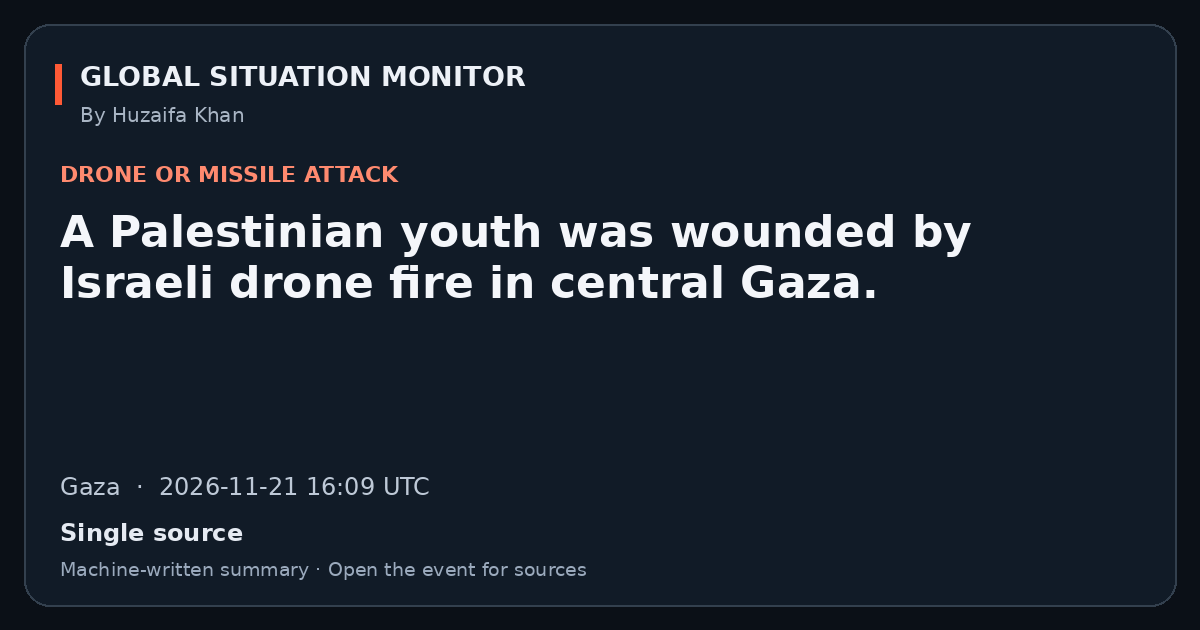 GLOBAL SITUATION MONITOR
By Huzaifa Khan
DRONE OR MISSILE ATTACK
A Palestinian youth was wounded by
Israeli drone fire in central Gaza.
Gaza · 2026-11-21 16:09 UTC
Single source
Machine-written summary · Open the event for sources